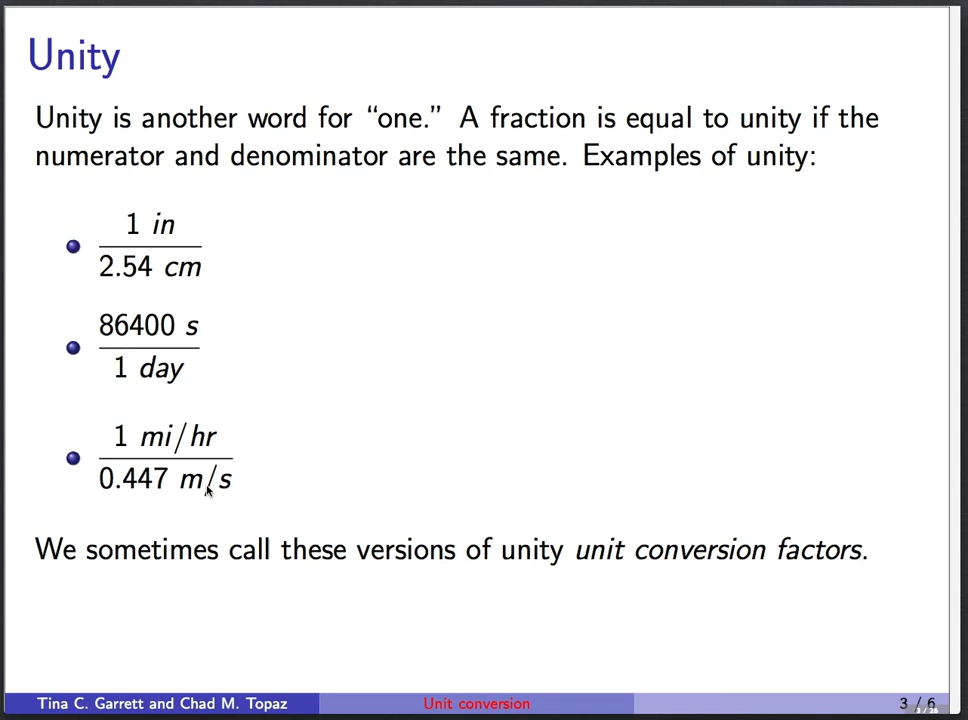 Unity
Unity is another word for “one.” A fraction is equal to unity if the
numerator and denominator are the same. Examples of unity:
1 in
2.54 cm
86400 s
1 day
1 mi/hr
0.447 m/s
We sometimes call these versions of unity unit conversion factors.
Tina C. Garrett and Chad M. Topaz
Unit conversion
3 / 6